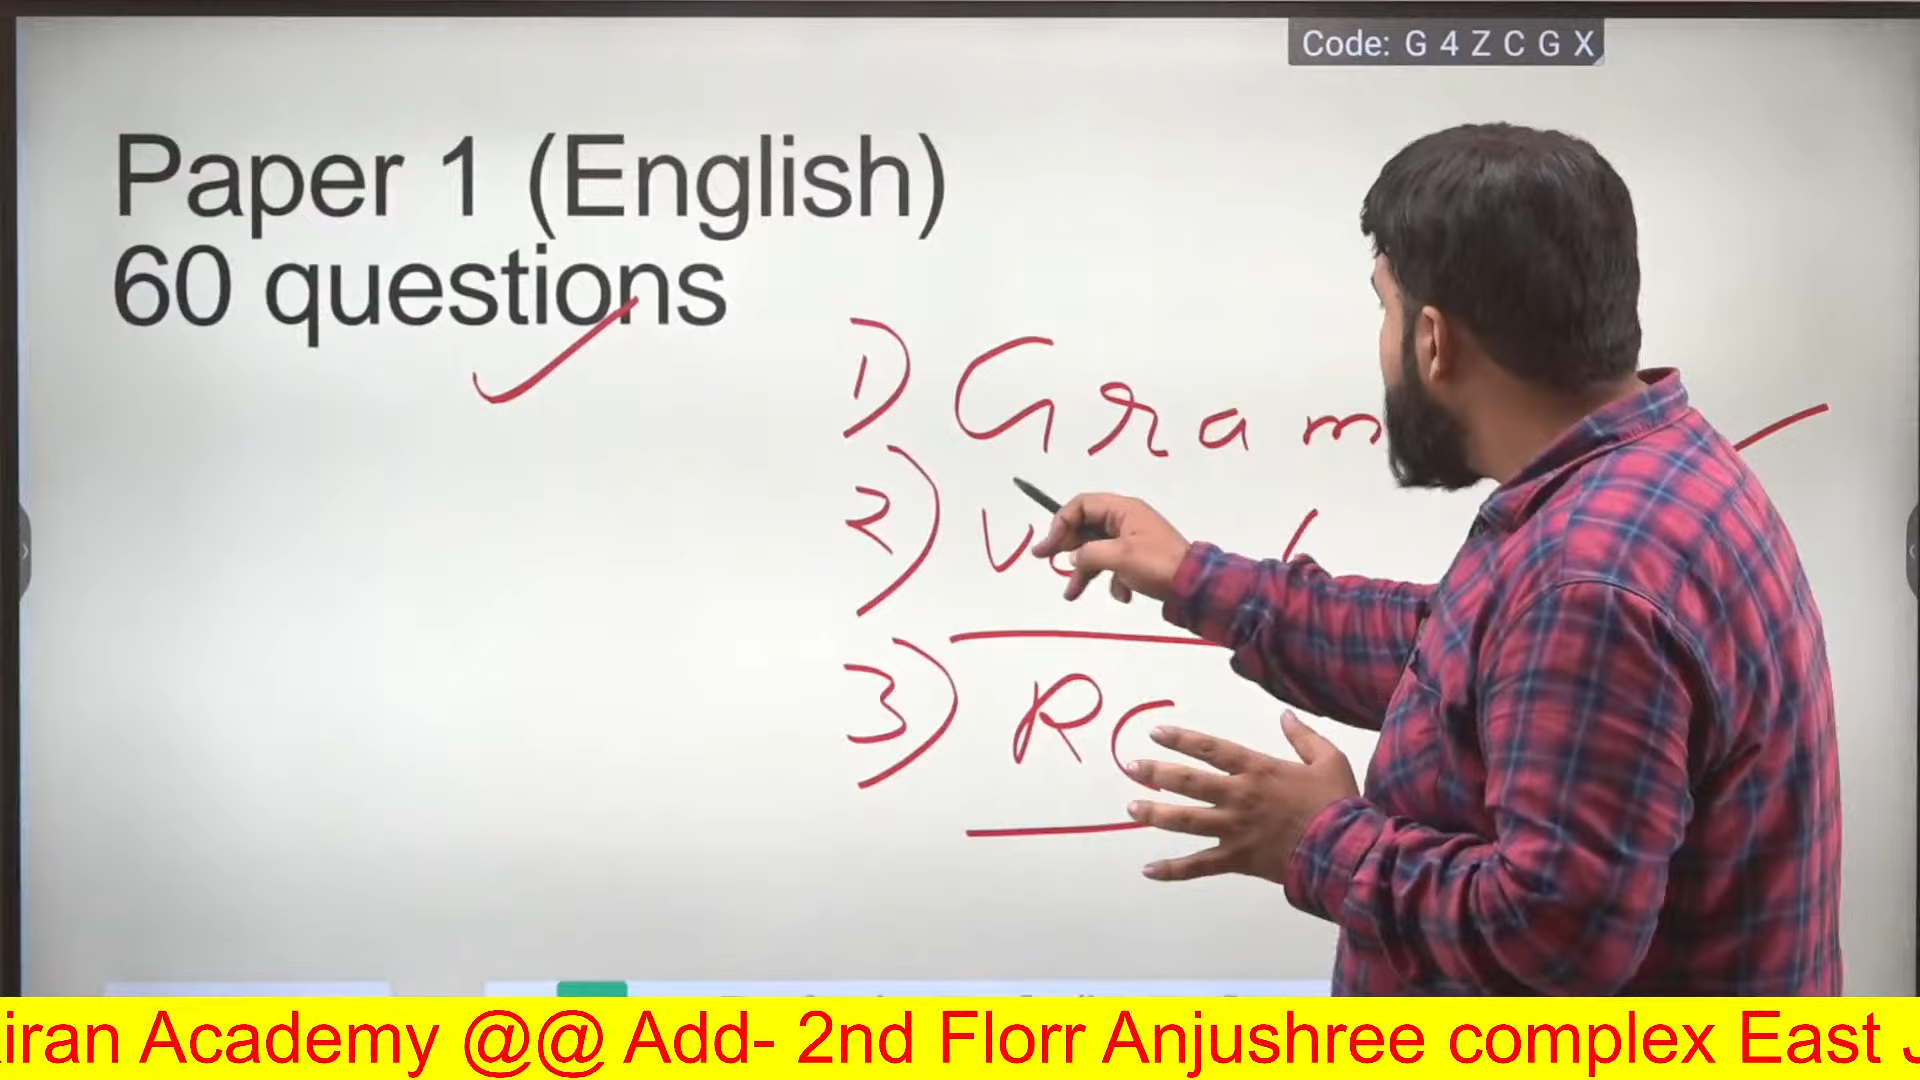 Code: G 4 Z C G X
Paper 1 (English)
60 questions
1) Gram
2)
3) RC
iran Academy @@ Add- 2nd Florr Anjushree complex East J